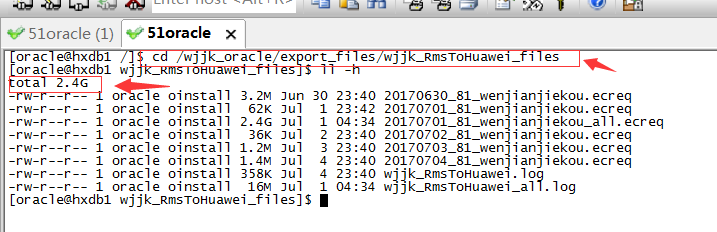 Enter Host <Alt+R>
51oracle (1)
51oracle
[oracle@hxdb1 /]$ cd /wjjk_oracle/export_files/wjjk_RmsToHuawei_files
[oracle@hxdb1 wjjk_RmsToHuawei_files]$ ll -h
total 2.4G
-rw-r--r-- 1 oracle oinstall 3.2M Jun 30 23:40 20170630_81_wenjianjiekou.ecreq
-rw-r--r-- 1 oracle oinstall  62K Jul  1 23:42 20170701_81_wenjianjiekou.ecreq
-rw-r--r-- 1 oracle oinstall 2.4G Jul  1 04:34 20170701_81_wenjianjiekou_all.ecreq
-rw-r--r-- 1 oracle oinstall  36K Jul  2 23:40 20170702_81_wenjianjiekou.ecreq
-rw-r--r-- 1 oracle oinstall 1.2M Jul  3 23:40 20170703_81_wenjianjiekou.ecreq
-rw-r--r-- 1 oracle oinstall 1.4M Jul  4 23:40 20170704_81_wenjianjiekou.ecreq
-rw-r--r-- 1 oracle oinstall 358K Jul  4 23:40 wjjk_RmsToHuawei.log
-rw-r--r-- 1 oracle oinstall  16M Jul  1 04:34 wjjk_RmsToHuawei_all.log
[oracle@hxdb1 wjjk_RmsToHuawei_files]$